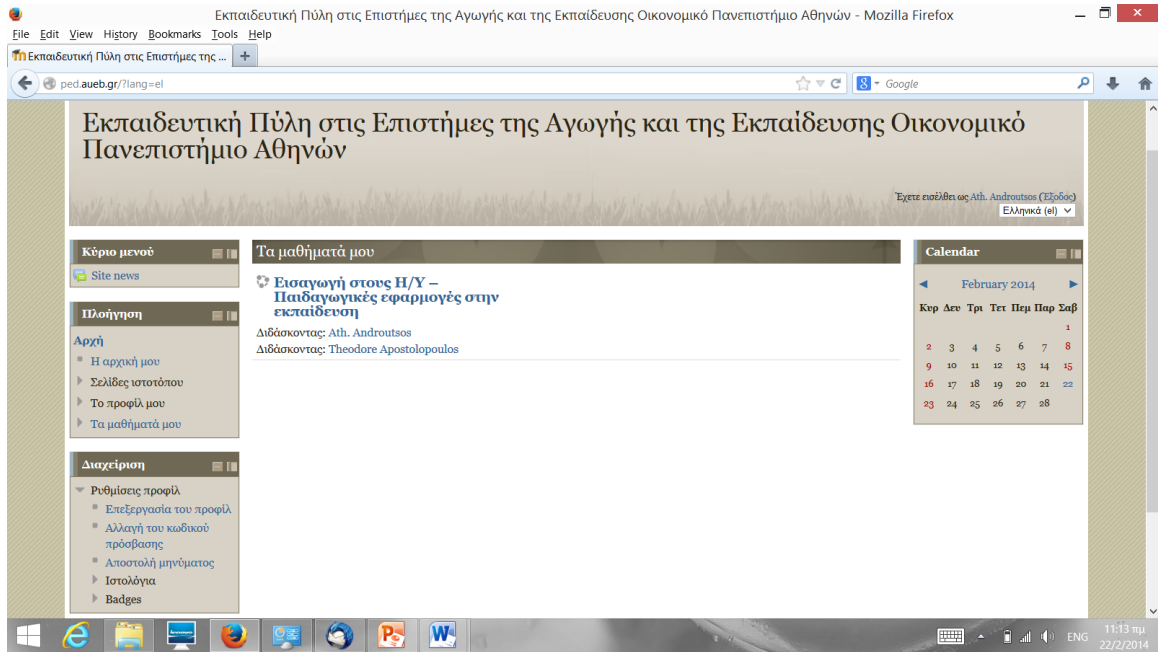 Εκπαιδευτική Πύλη στις Επιστήμες της Αγωγής και της Εκπαίδευσης Οικονομικό Πανεπιστήμιο Αθηνών - Mozilla Firefox
File Edit View History Bookmarks Tools Help
Εκπαιδευτική Πύλη στις Επιστήμες της ...
ped.aueb.gr/?lang=el
Google
Εκπαιδευτική Πύλη στις Επιστήμες της Αγωγής και της Εκπαίδευσης Οικονομικό
Πανεπιστήμιο Αθηνών
Έχετε εισέλθει ως Ath. Androutsos (Έξοδος)
Ελληνικά (el)
Κύριο μενού
Site news
Πλοήγηση
Αρχή
Η αρχική μου
Σελίδες ιστοτόπου
Το προφίλ μου
Τα μαθήματά μου
Διαχείριση
Ρυθμίσεις προφίλ
Επεξεργασία του προφίλ
Αλλαγή του κωδικού
πρόσβασης
Αποστολή μηνύματος
Ιστολόγια
Badges
Τα μαθήματά μου
Εισαγωγή στους Η/Υ –
Παιδαγωγικές εφαρμογές στην
εκπαίδευση
Διδάσκοντας: Ath. Androutsos
Διδάσκοντας: Theodore Apostolopoulos
Calendar
February 2014
Κυρ Δευ Τρι Τετ Πεμ Παρ Σαβ
1
2 3 4 5 6 7 8
9 10 11 12 13 14 15
16 17 18 19 20 21 22
23 24 25 26 27 28
lenovo
ENG
11:13 πμ
22/2/2014